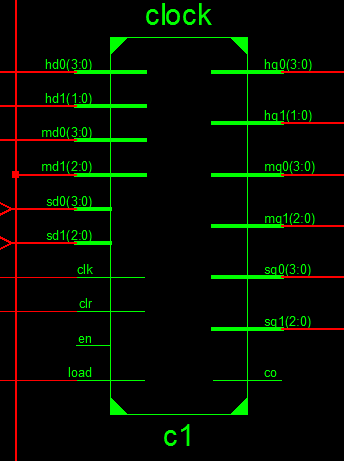 clock
hd0(3:0)
hq0(3:0)
hd1(1:0)
hq1(1:0)
md0(3:0)
md1(2:0)
mq0(3:0)
sd0(3:0)
mq1(2:0)
sd1(2:0)
clk
sq0(3:0)
clr
sq1(2:0)
en
load
co
c1